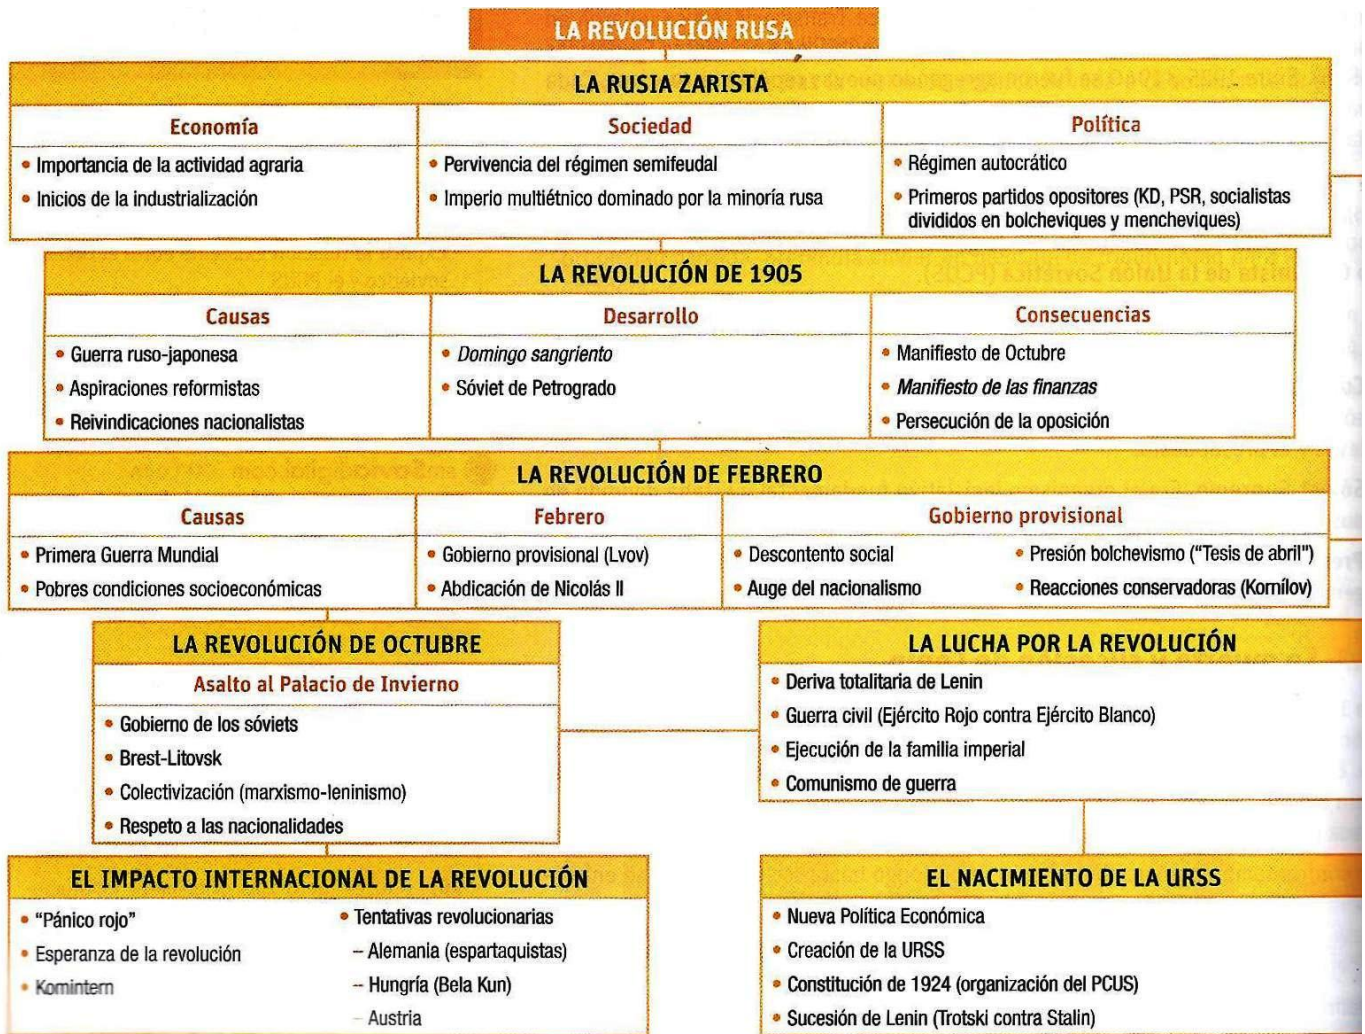 LA REVOLUCIÓN RUSA
LA RUSIA ZARISTA
Economía
• Importancia de la actividad agraria
• Inicios de la industrialización
Sociedad
• Pervivencia del régimen semifeudal
• Imperio multiétnico dominado por la minoría rusa
Política
• Régimen autocrático
• Primeros partidos opositores (KD, PSR, socialistas
divididos en bolcheviques y mencheviques)
LA REVOLUCIÓN DE 1905
Causas
• Guerra ruso-japonesa
• Aspiraciones reformistas
• Reivindicaciones nacionalistas
Desarrollo
• Domingo sangriento
• Sóviet de Petrogrado
Consecuencias
• Manifiesto de Octubre
• Manifiesto de las finanzas
• Persecución de la oposición
LA REVOLUCIÓN DE FEBRERO
Causas
• Primera Guerra Mundial
• Pobres condiciones socioeconómicas
Febrero
• Gobierno provisional (Lvov)
• Abdicación de Nicolás II
Gobierno provisional
• Descontento social
• Auge del nacionalismo
• Presión bolchevismo ("Tesis de abril")
• Reacciones conservadoras (Kornílov)
LA REVOLUCIÓN DE OCTUBRE
Asalto al Palacio de Invierno
• Gobierno de los sóviets
• Brest-Litovsk
• Colectivización (marxismo-leninismo)
• Respeto a las nacionalidades
LA LUCHA POR LA REVOLUCIÓN
• Deriva totalitaria de Lenin
• Guerra civil (Ejército Rojo contra Ejército Blanco)
• Ejecución de la familia imperial
• Comunismo de guerra
EL IMPACTO INTERNACIONAL DE LA REVOLUCIÓN
• "Pánico rojo"
• Esperanza de la revolución
• Komintern
• Tentativas revolucionarias
– Alemania (espartaquistas)
– Hungría (Bela Kun)
– Austria
EL NACIMIENTO DE LA URSS
• Nueva Política Económica
• Creación de la URSS
• Constitución de 1924 (organización del PCUS)
• Sucesión de Lenin (Trotski contra Stalin)